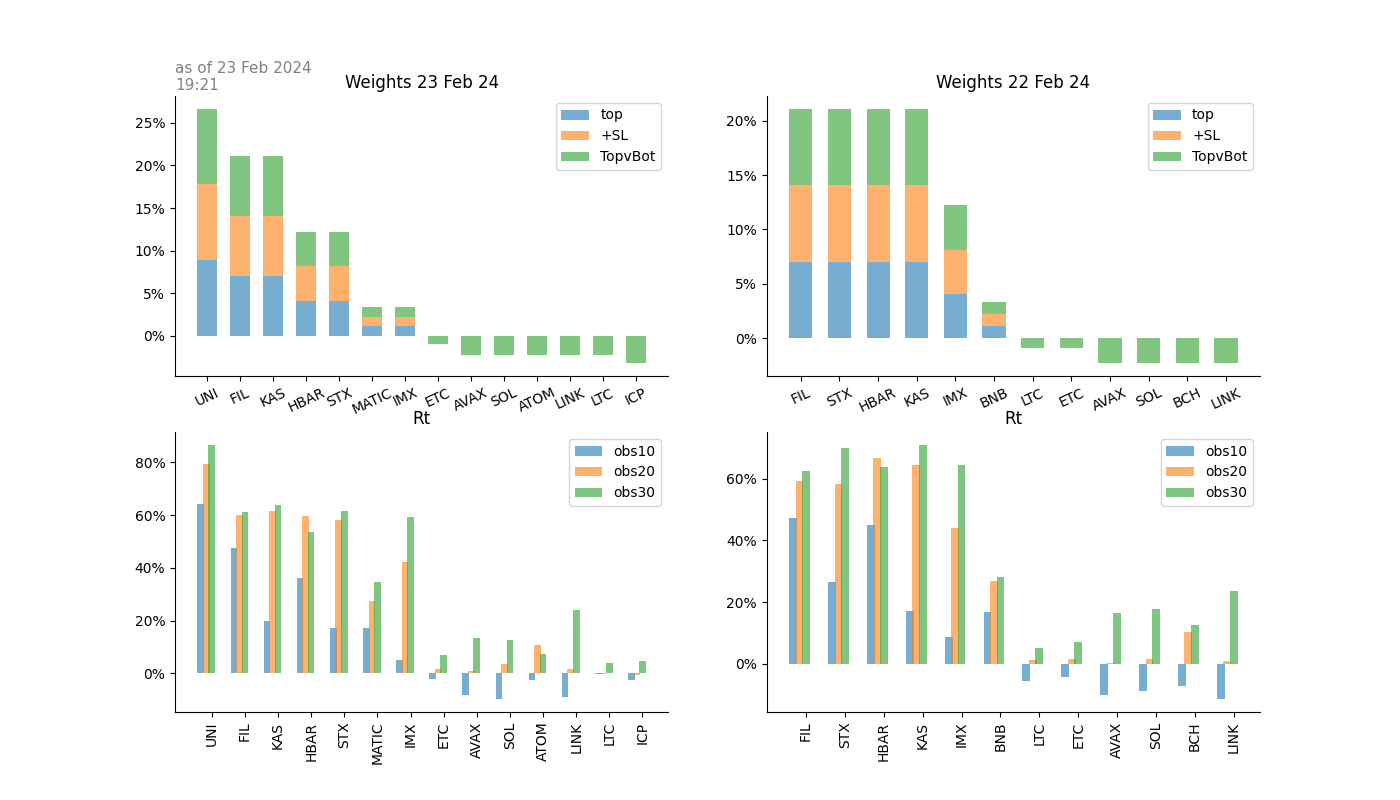 as of 23 Feb 2024
19:21
Weights 23 Feb 24
25%
20%
15%
10%
5%
0%
top
+SL
TopvBot
UNI FIL KAS HBAR STX MATIC IMX ETC AVAX SOL ATOM LINK LTC ICP
Weights 22 Feb 24
20%
15%
10%
5%
0%
top
+SL
TopvBot
FIL STX HBAR KAS IMX BNB LTC ETC AVAX SOL BCH LINK
Rt
80%
60%
40%
20%
0%
obs10
obs20
obs30
UNI FIL KAS HBAR STX MATIC IMX ETC AVAX SOL ATOM LINK LTC ICP
Rt
60%
40%
20%
0%
obs10
obs20
obs30
FIL STX HBAR KAS IMX BNB LTC ETC AVAX SOL BCH LINK